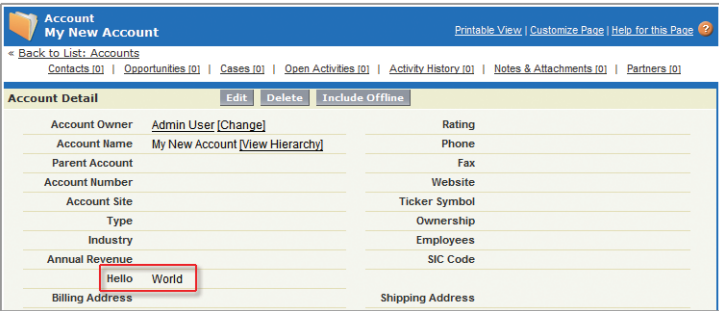 Account
My New Account
Printable View | Customize Page | Help for this Page ?
« Back to List: Accounts
Contacts [0] | Opportunities [0] | Cases [0] | Open Activities [0] | Activity History [0] | Notes & Attachments [0] | Partners [0]
Account Detail Edit Delete Include Offline
Account Owner Admin User [Change] Rating
Account Name My New Account [View Hierarchy] Phone
Parent Account Fax
Account Number Website
Account Site Ticker Symbol
Type Ownership
Industry Employees
Annual Revenue SIC Code
Hello World
Billing Address Shipping Address